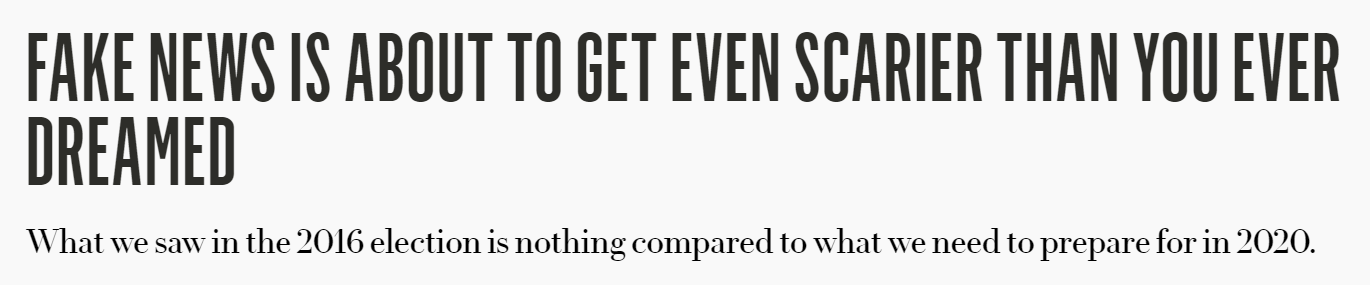 FAKE NEWS IS ABOUT TO GET EVEN SCARIER THAN YOU EVER
DREAMED
What we saw in the 2016 election is nothing compared to what we need to prepare for in 2020.